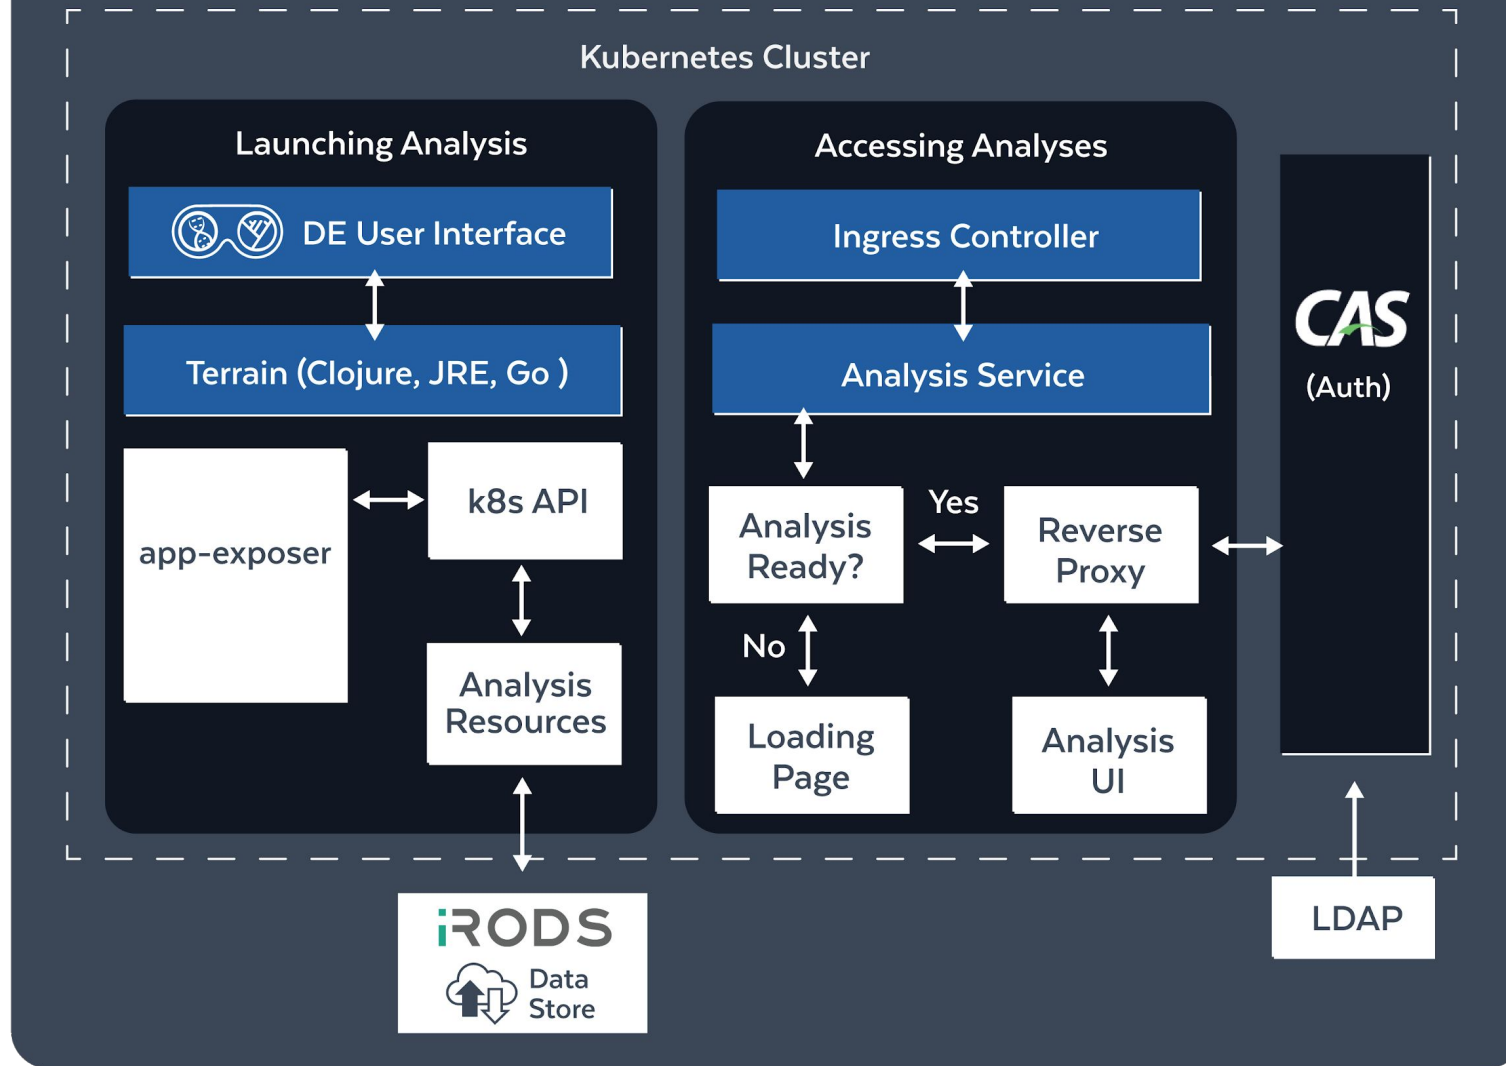 Kubernetes Cluster
Launching Analysis
DE User Interface
Terrain (Clojure, JRE, Go )
app-exposer
k8s API
Analysis
Resources
Accessing Analyses
Ingress Controller
Analysis Service
Analysis
Ready?
Yes
Reverse
Proxy
No
Loading
Page
Analysis
UI
CAS
(Auth)
iRODS
Data
Store
LDAP